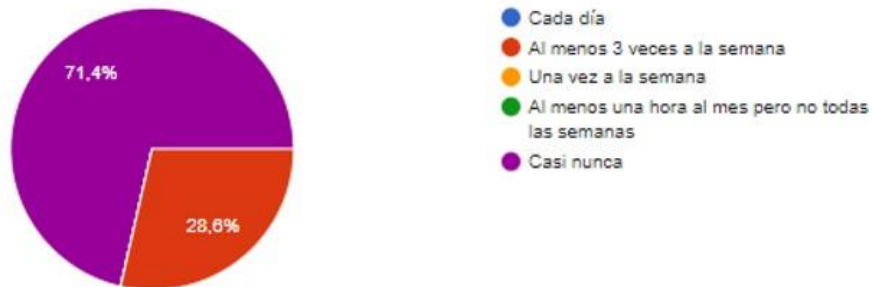 71,4%
28,6%
Cada día
Al menos 3 veces a la semana
Una vez a la semana
Al menos una hora al mes pero no todas
las semanas
Casi nunca